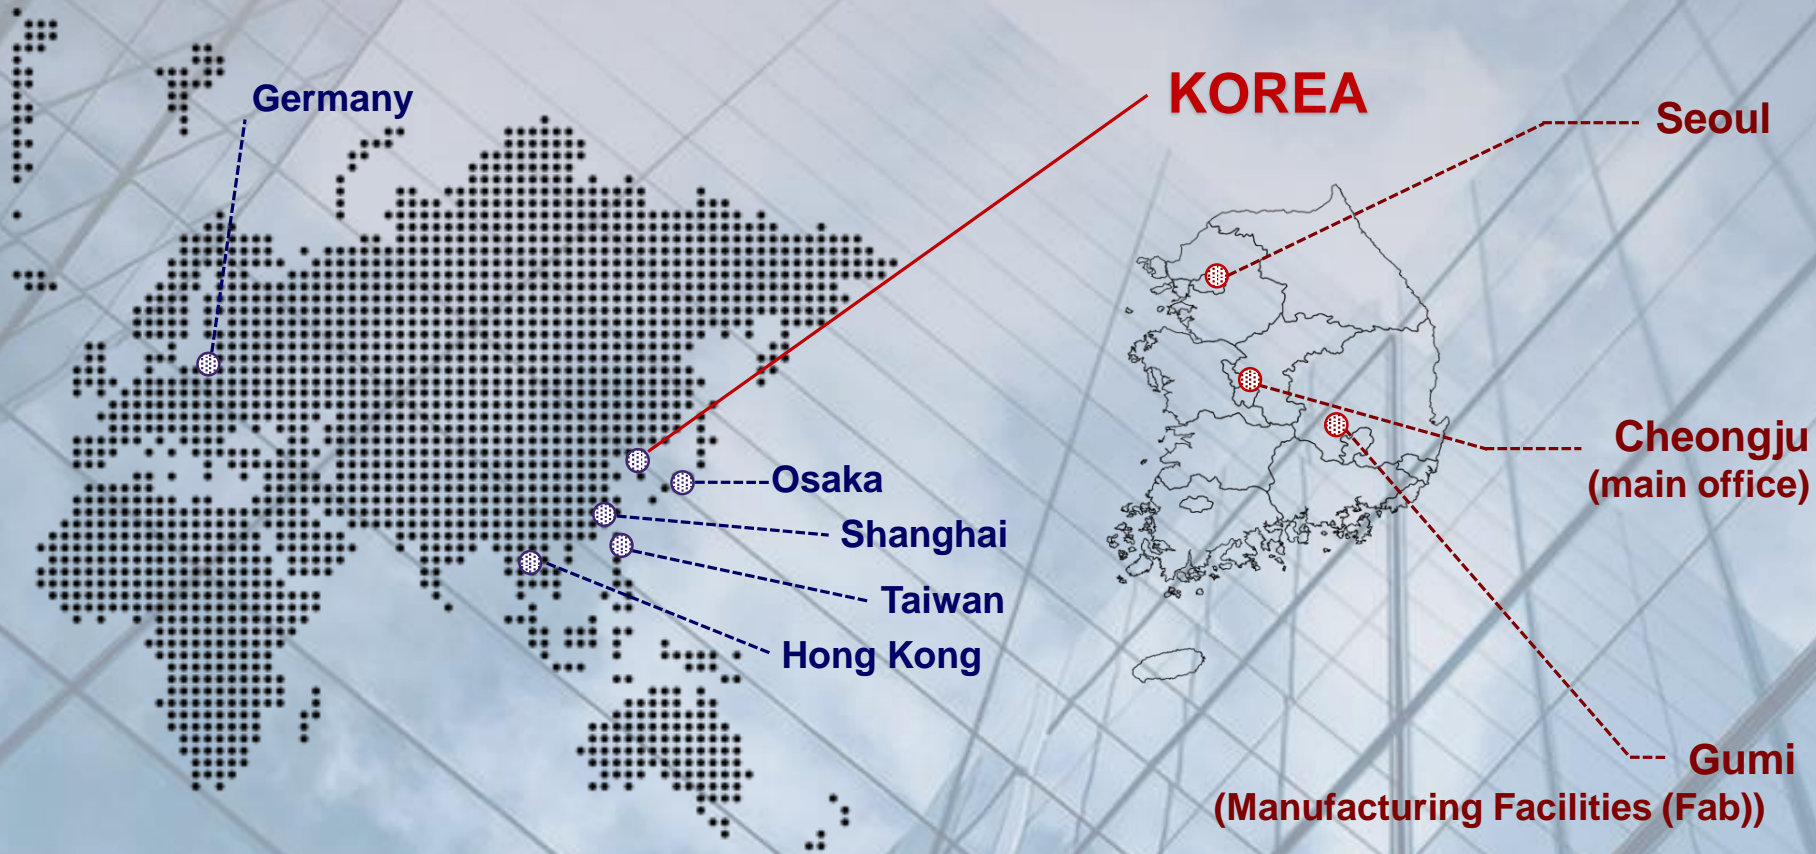 Germany
KOREA
Seoul
Cheongju
(main office)
Osaka
Shanghai
Taiwan
Hong Kong
Gumi
(Manufacturing Facilities (Fab))